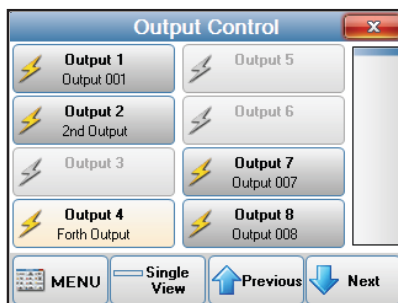 Output Control
x
Output 1
Output 001
Output 5
Output 2
2nd Output
Output 6
Output 3
Output 7
Output 007
Output 4
Forth Output
Output 8
Output 008
MENU
Single
View
Previous
Next